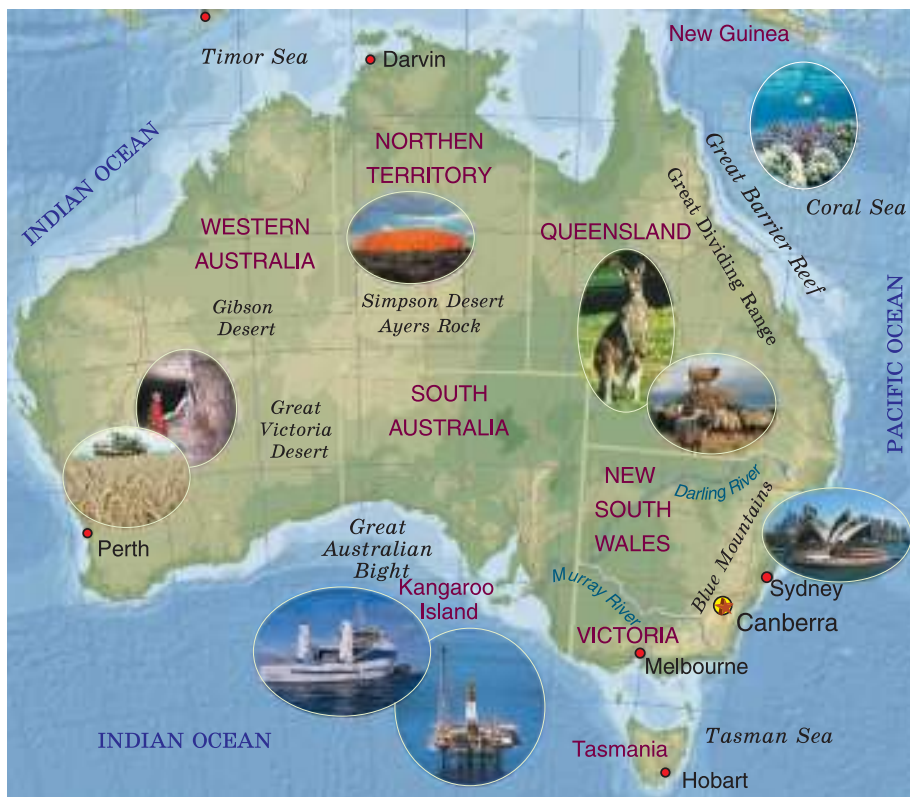 New Guinea
Timor Sea
Darvin
INDIAN OCEAN
NORTHEN
TERRITORY
Great Barrier Reef
Great Dividing Range
Coral Sea
WESTERN
AUSTRALIA
QUEENSLAND
Gibson
Desert
Simpson Desert
Ayers Rock
PACIFIC OCEAN
SOUTH
AUSTRALIA
Great
Victoria
Desert
NEW
SOUTH
WALES
Darling River
Blue Mountains
Perth
Great
Australian
Bight
Kangaroo
Island
Murray River
Sydney
Canberra
VICTORIA
Melbourne
INDIAN OCEAN
Tasmania
Tasman Sea
Hobart